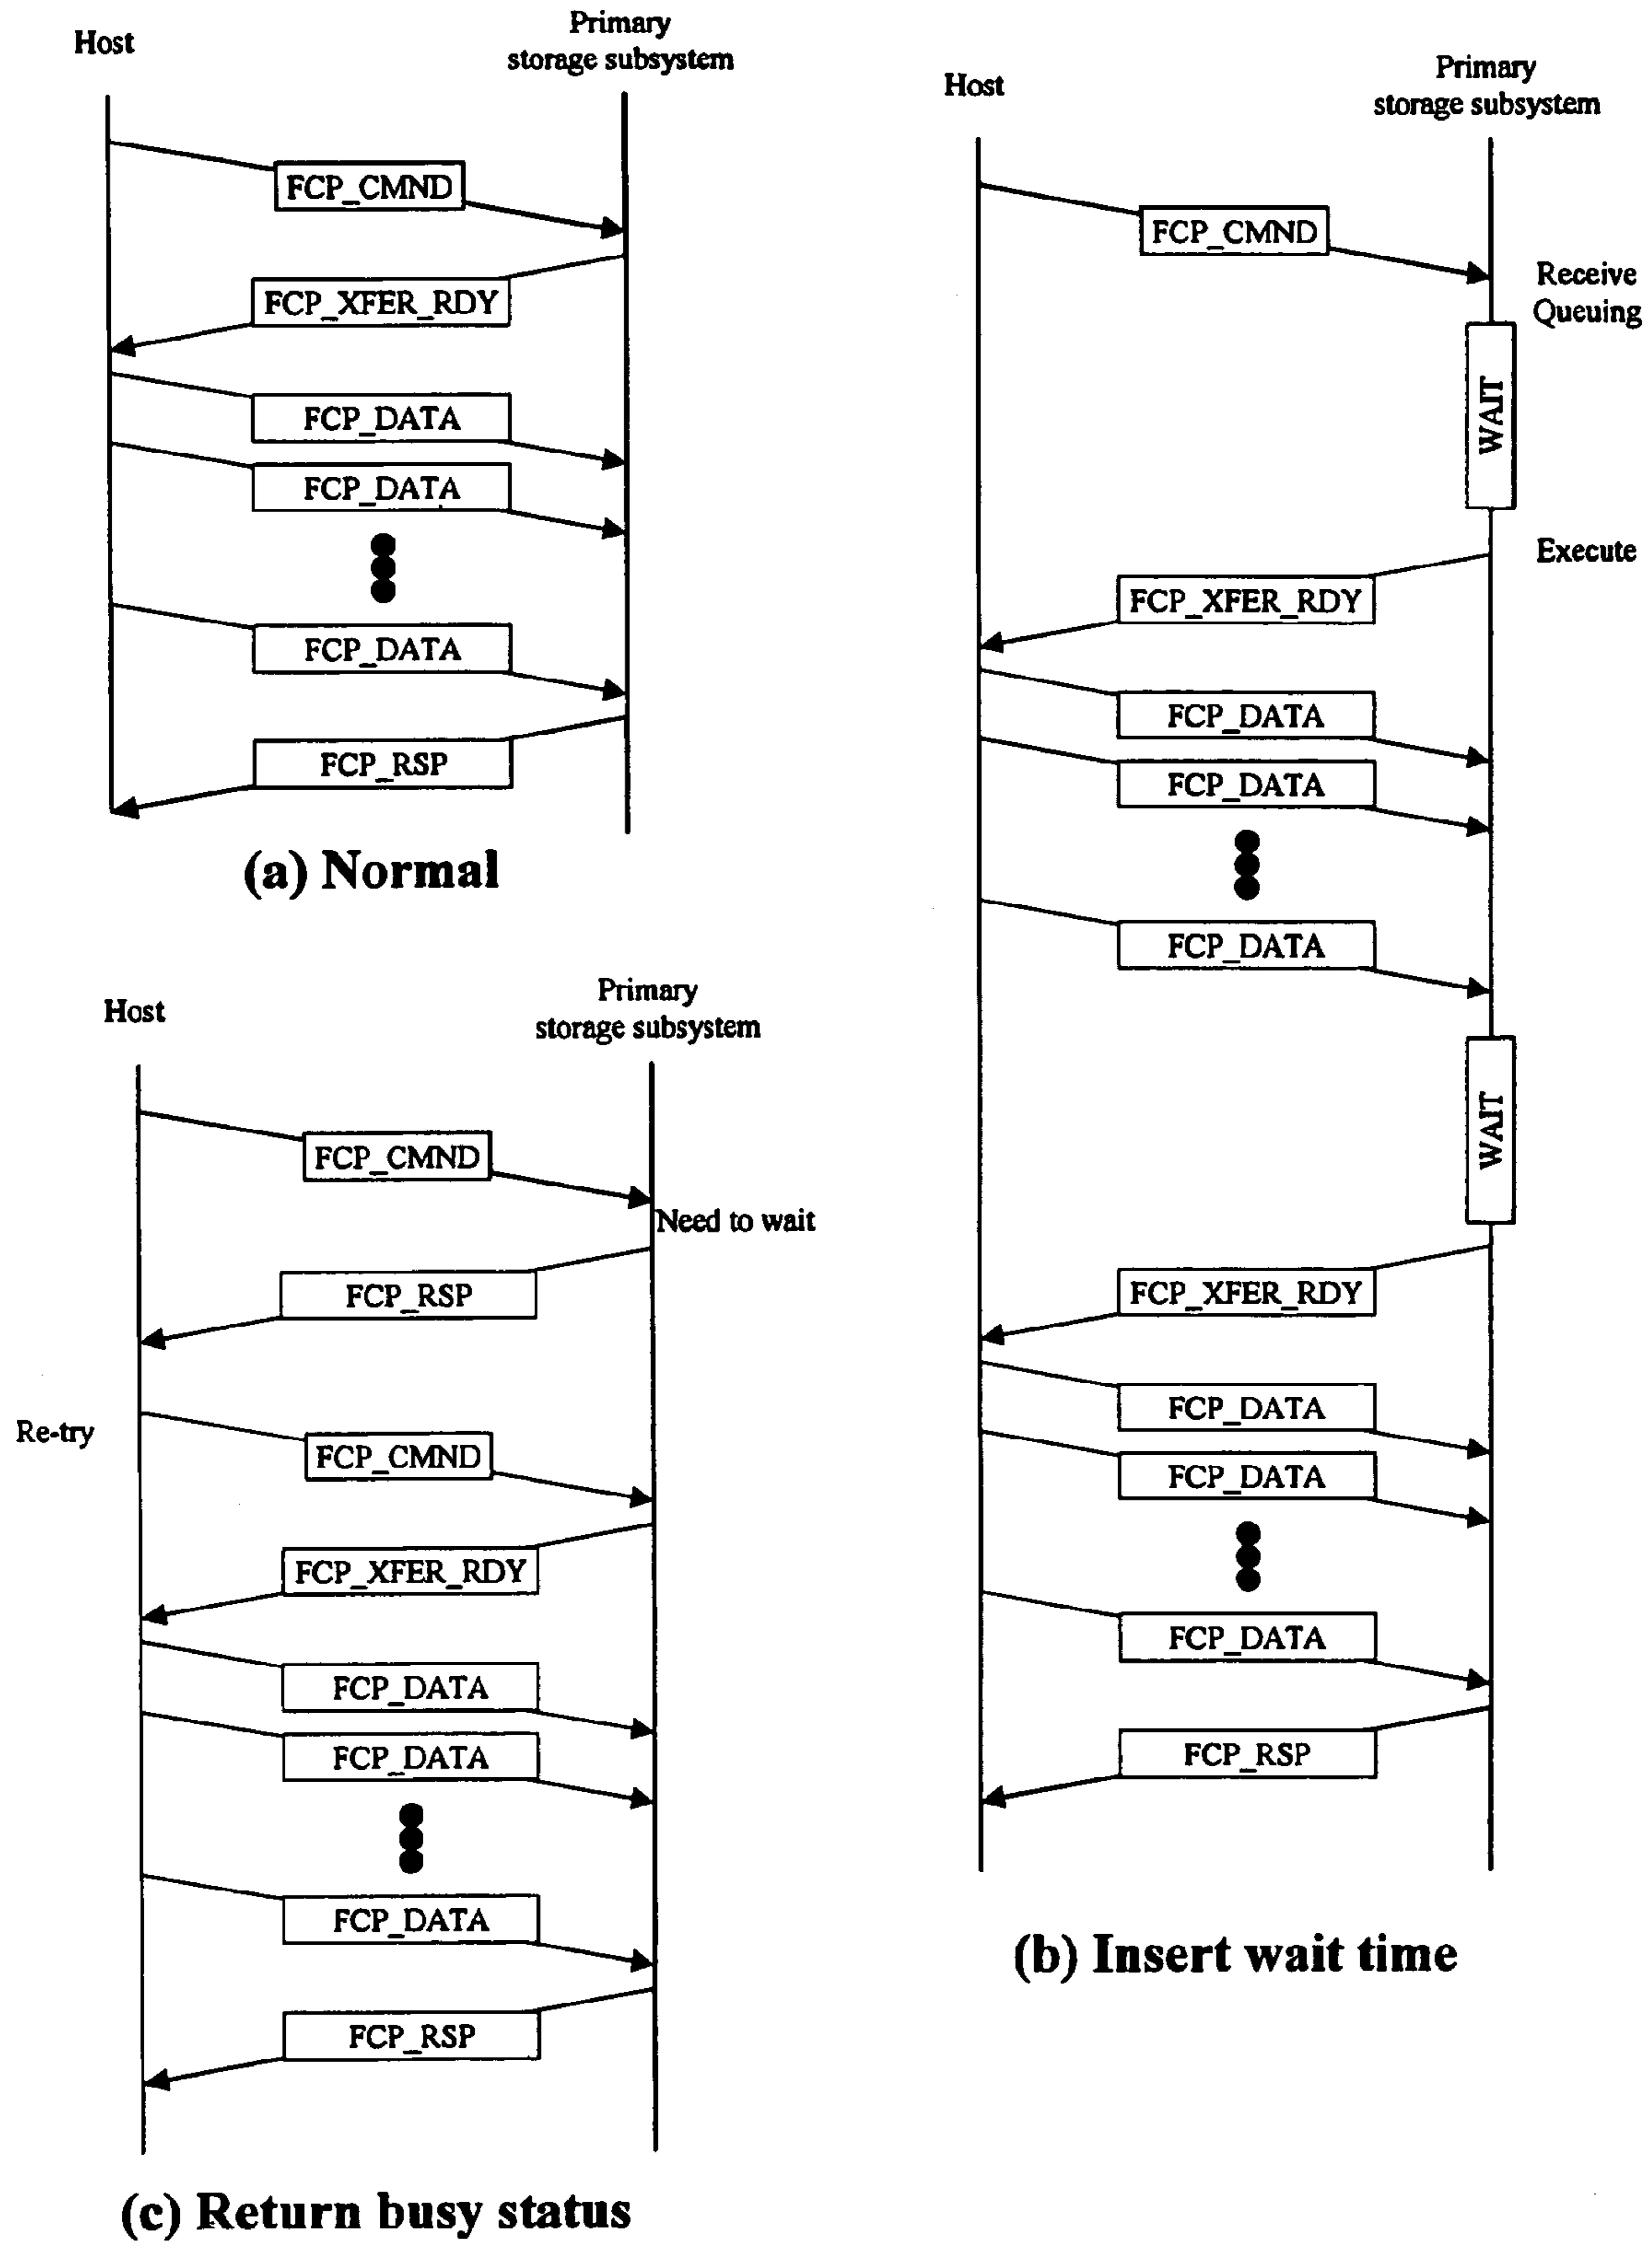 Host
Primary
storage subsystem
FCP_CMND
FCP_XFER_RDY
FCP_DATA
FCP_DATA
FCP_DATA
FCP_RSP
(a) Normal
Host
Primary
storage subsystem
FCP_CMND
Receive
Queuing
WAIT
Execute
FCP_XFER_RDY
FCP_DATA
FCP_DATA
FCP_DATA
WAIT
FCP_XFER_RDY
FCP_DATA
FCP_DATA
FCP_DATA
FCP_RSP
(b) Insert wait time
Host
Primary
storage subsystem
FCP_CMND
Need to wait
FCP_RSP
Re-try
FCP_CMND
FCP_XFER_RDY
FCP_DATA
FCP_DATA
FCP_DATA
FCP_RSP
(c) Return busy status